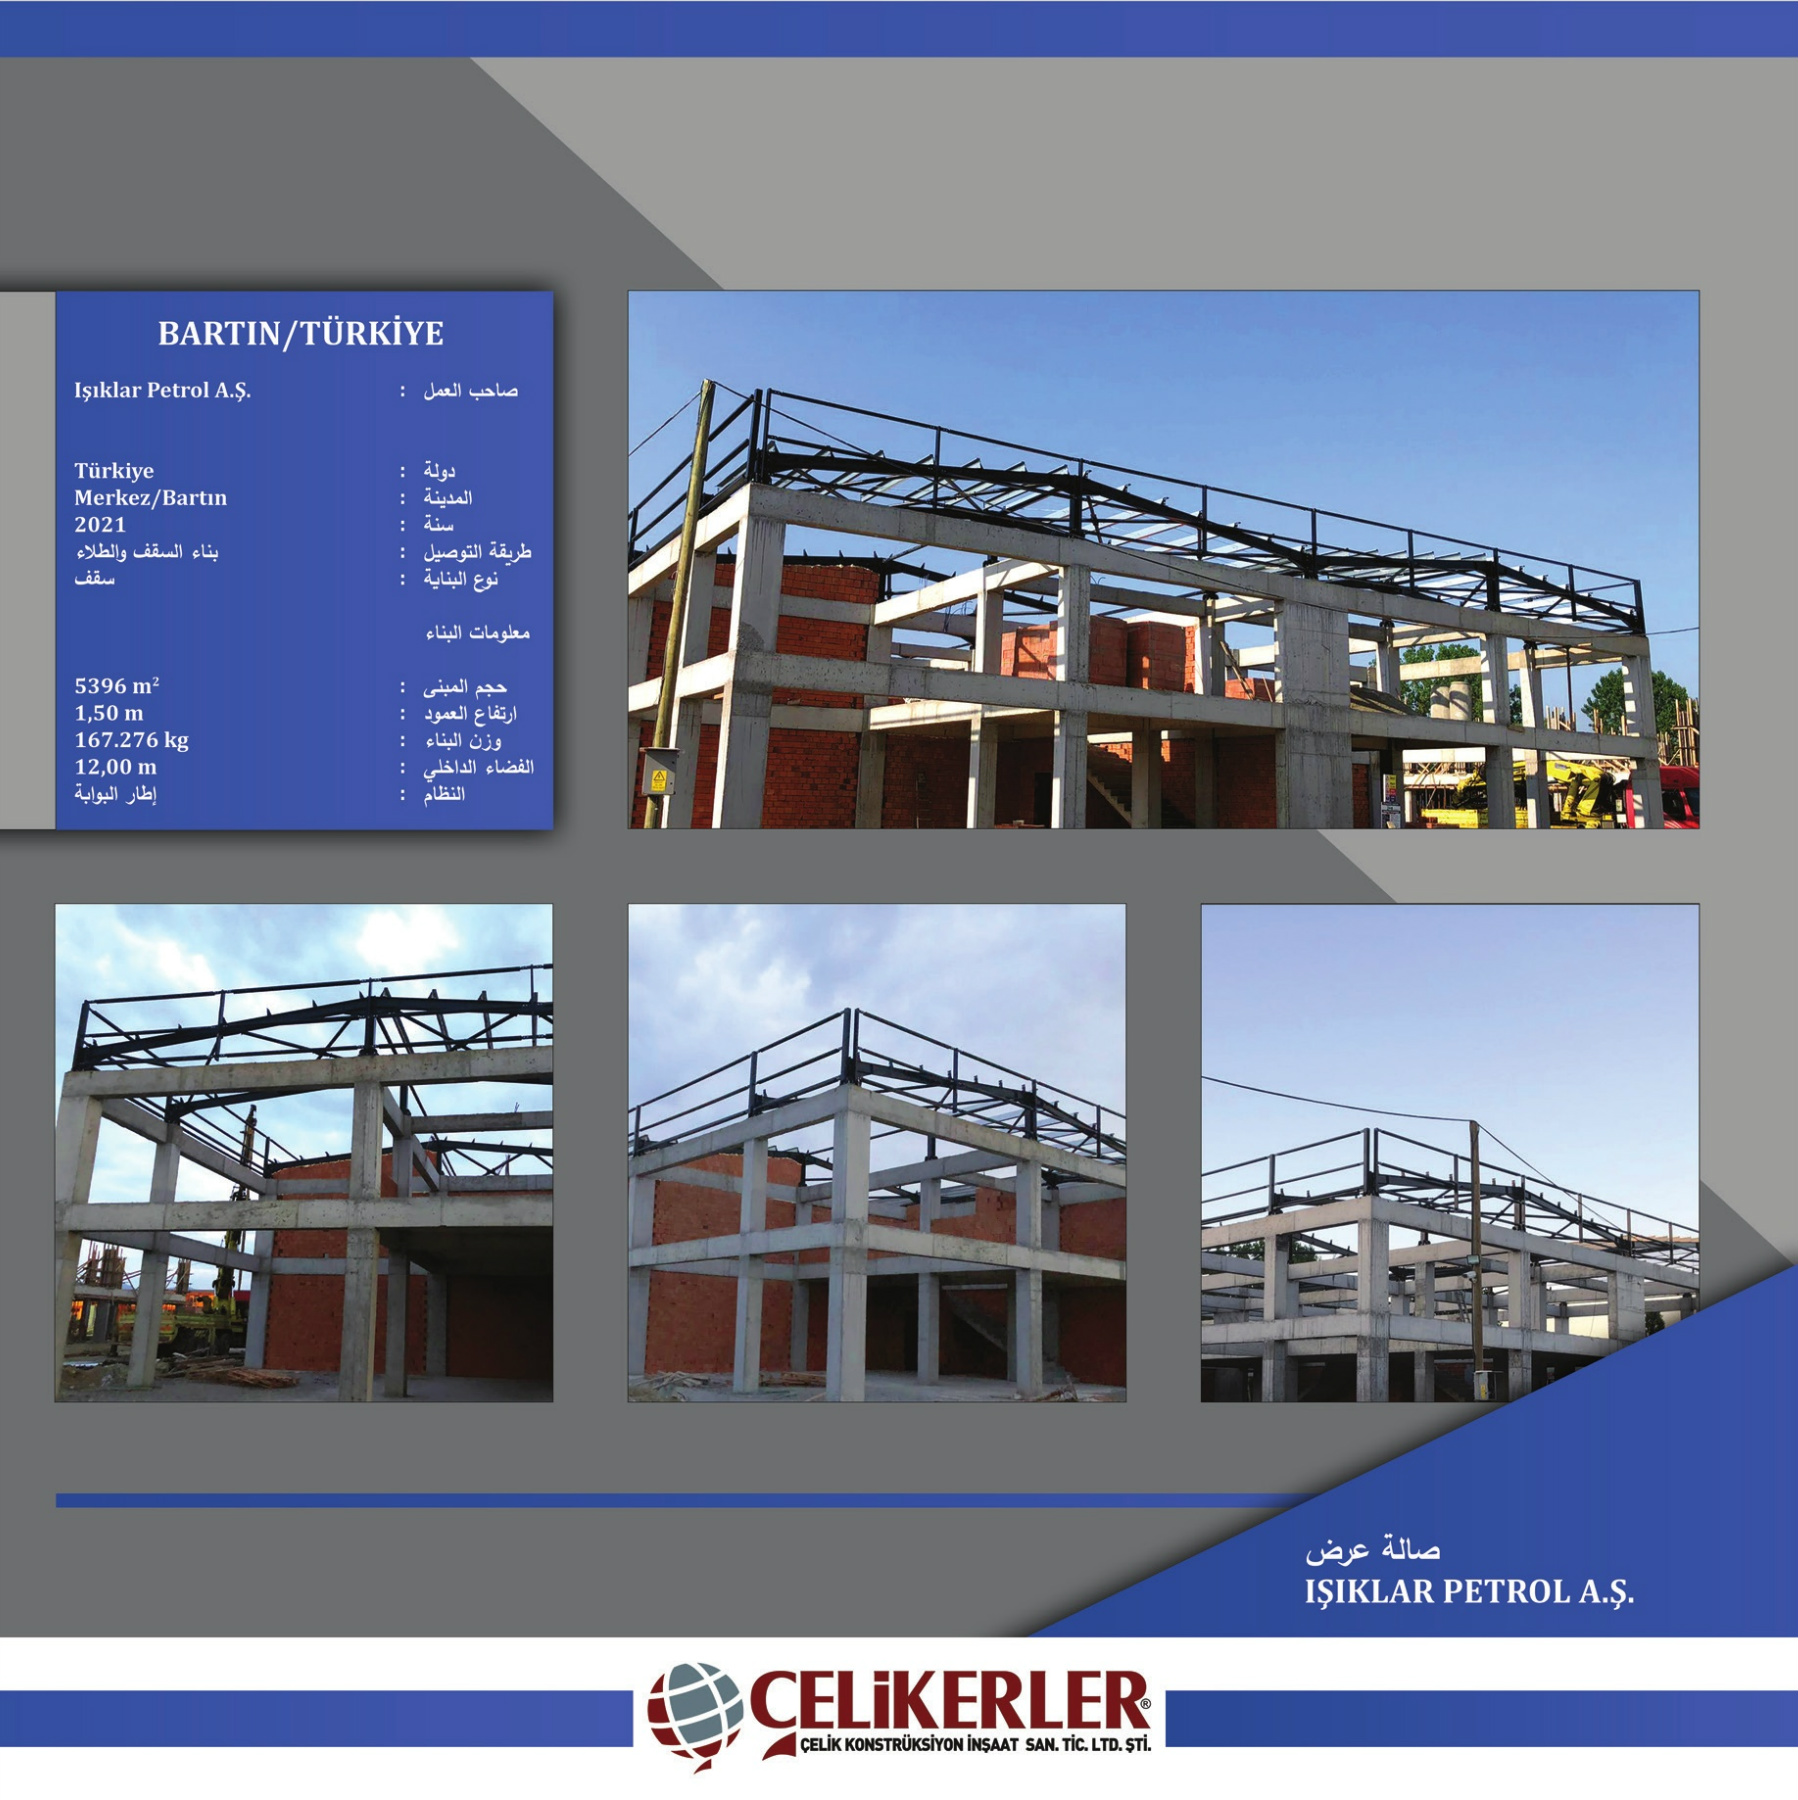 BARTIN/TÜRKİYE
Işıklar Petrol A.Ş. : صاحب العمل
Türkiye : دولة
Merkez/Bartın : المدينة
2021 : سنة
بناء السقف والطلاء : طريقة التوصيل
سقف : نوع البناية
معلومات البناء
5396 m² : حجم المبنى
1,50 m : ارتفاع العمود
167.276 kg : وزن البناء
12,00 m : الفضاء الداخلي
إطار البوابة : النظام
صالة عرض
IŞIKLAR PETROL A.Ş.
ÇELiKERLER®
ÇELİK KONSTRÜKSİYON İNŞAAT SAN. TİC. LTD. ŞTİ.